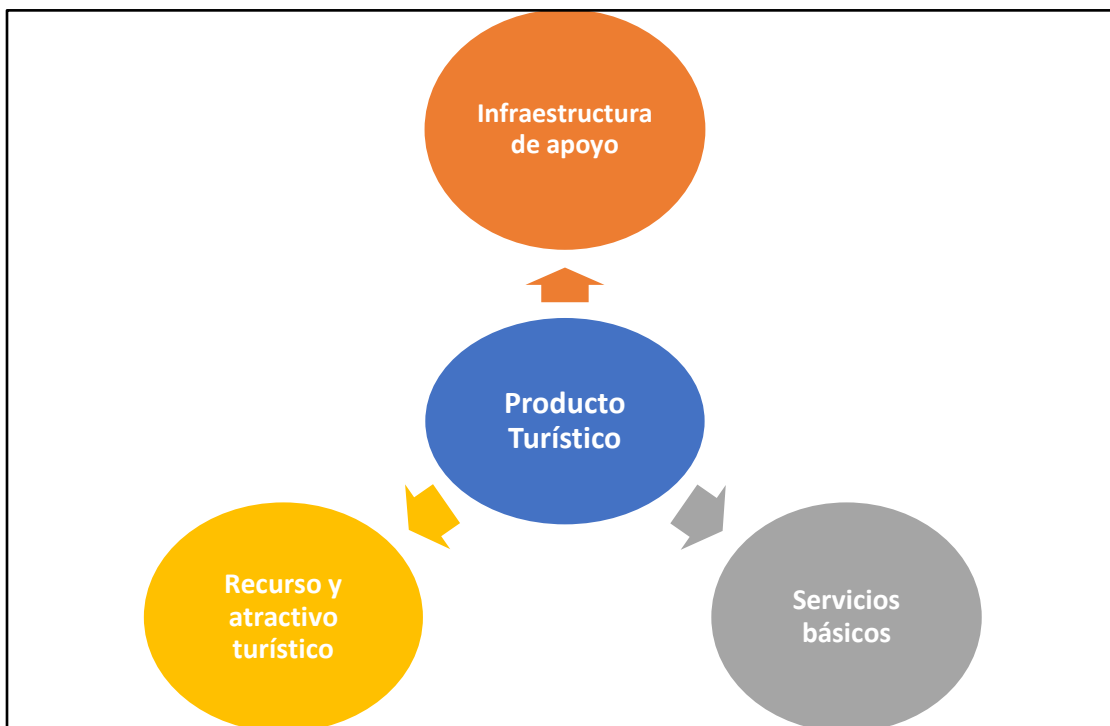 Infraestructura
de apoyo
Producto
Turístico
Recurso y
atractivo
turístico
Servicios
básicos